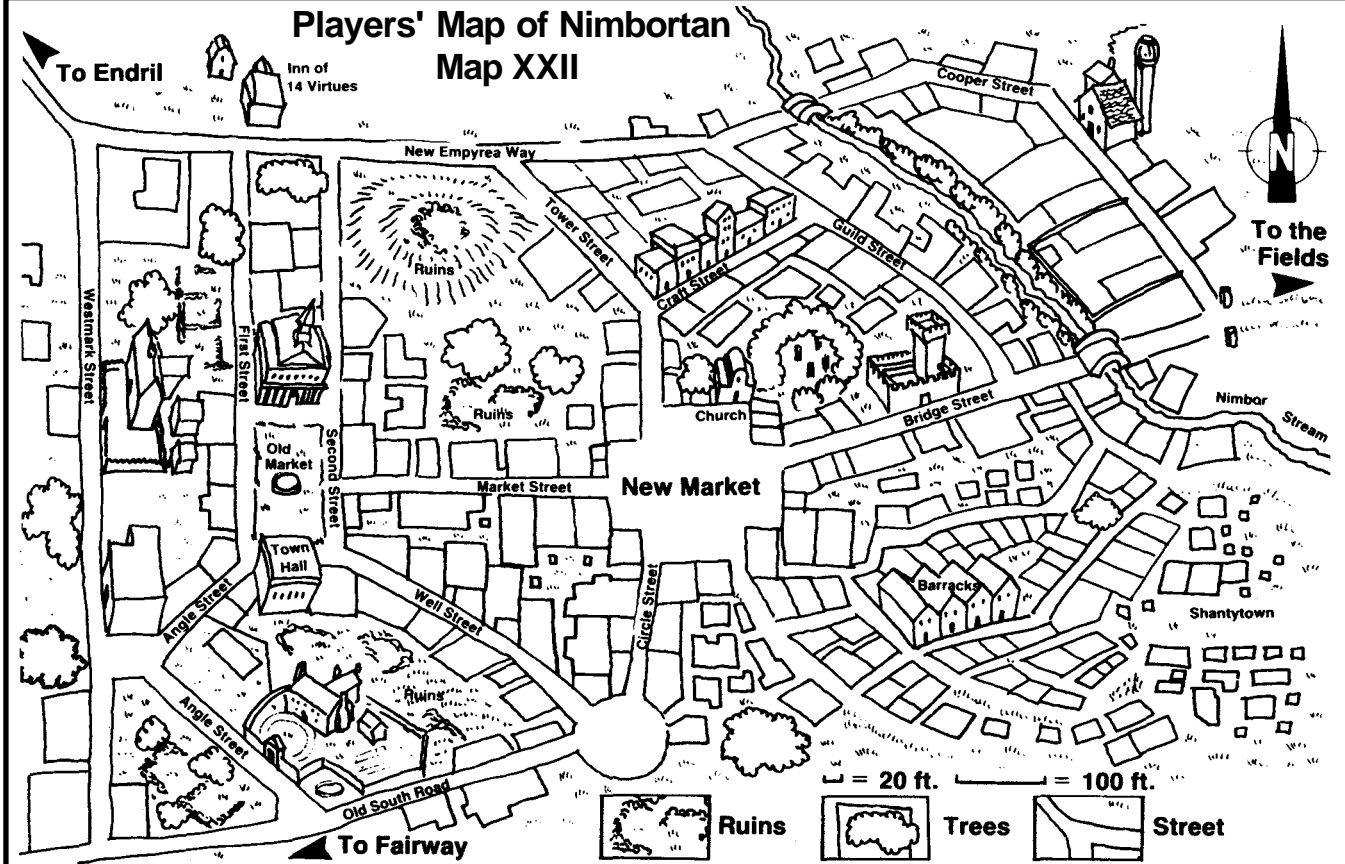 Players' Map of Nimbortan
Map XXII
To Endril
Inn of
14 Virtues
New Empyrea Way
Cooper Street
N
To the
Fields
Tower Street
Guild Street
Craft Street
Ruins
Westmark Street
First Street
Second Street
Ruins
Church
Bridge Street
Nimbor
Stream
Old
Market
Market Street
New Market
Town
Hall
Angle Street
Well Street
Circle Street
Barracks
Shantytown
Ruins
Angle Street
Old South Road
To Fairway
= 20 ft.
= 100 ft.
Ruins
Trees
Street